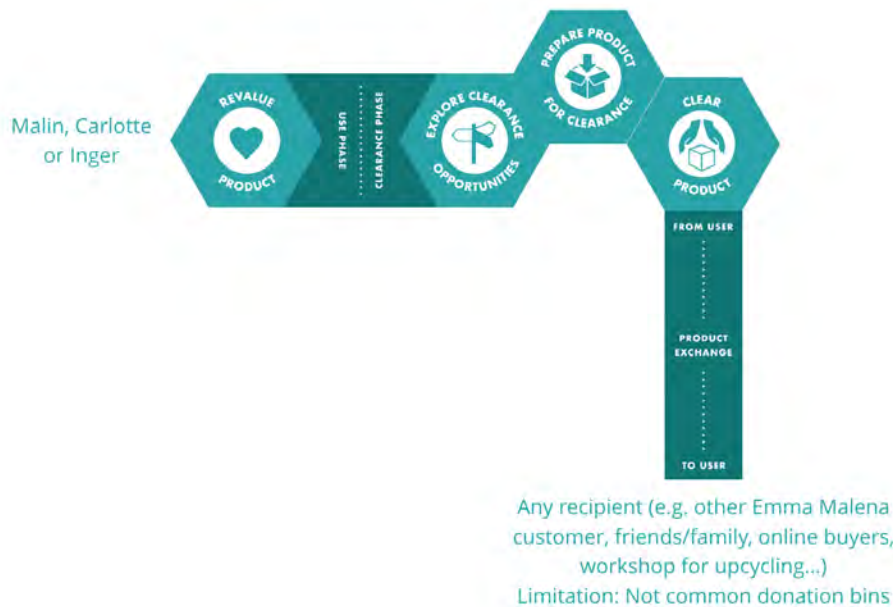 Malin, Carlotte
or Inger
REVALUE
PRODUCT
USE PHASE
CLEARANCE PHASE
EXPLORE CLEARANCE
OPPORTUNITIES
PREPARE PRODUCT
FOR CLEARANCE
CLEAR
PRODUCT
FROM USER
PRODUCT
EXCHANGE
TO USER
Any recipient (e.g. other Emma Malena
customer, friends/family, online buyers,
workshop for upcycling...)
Limitation: Not common donation bins